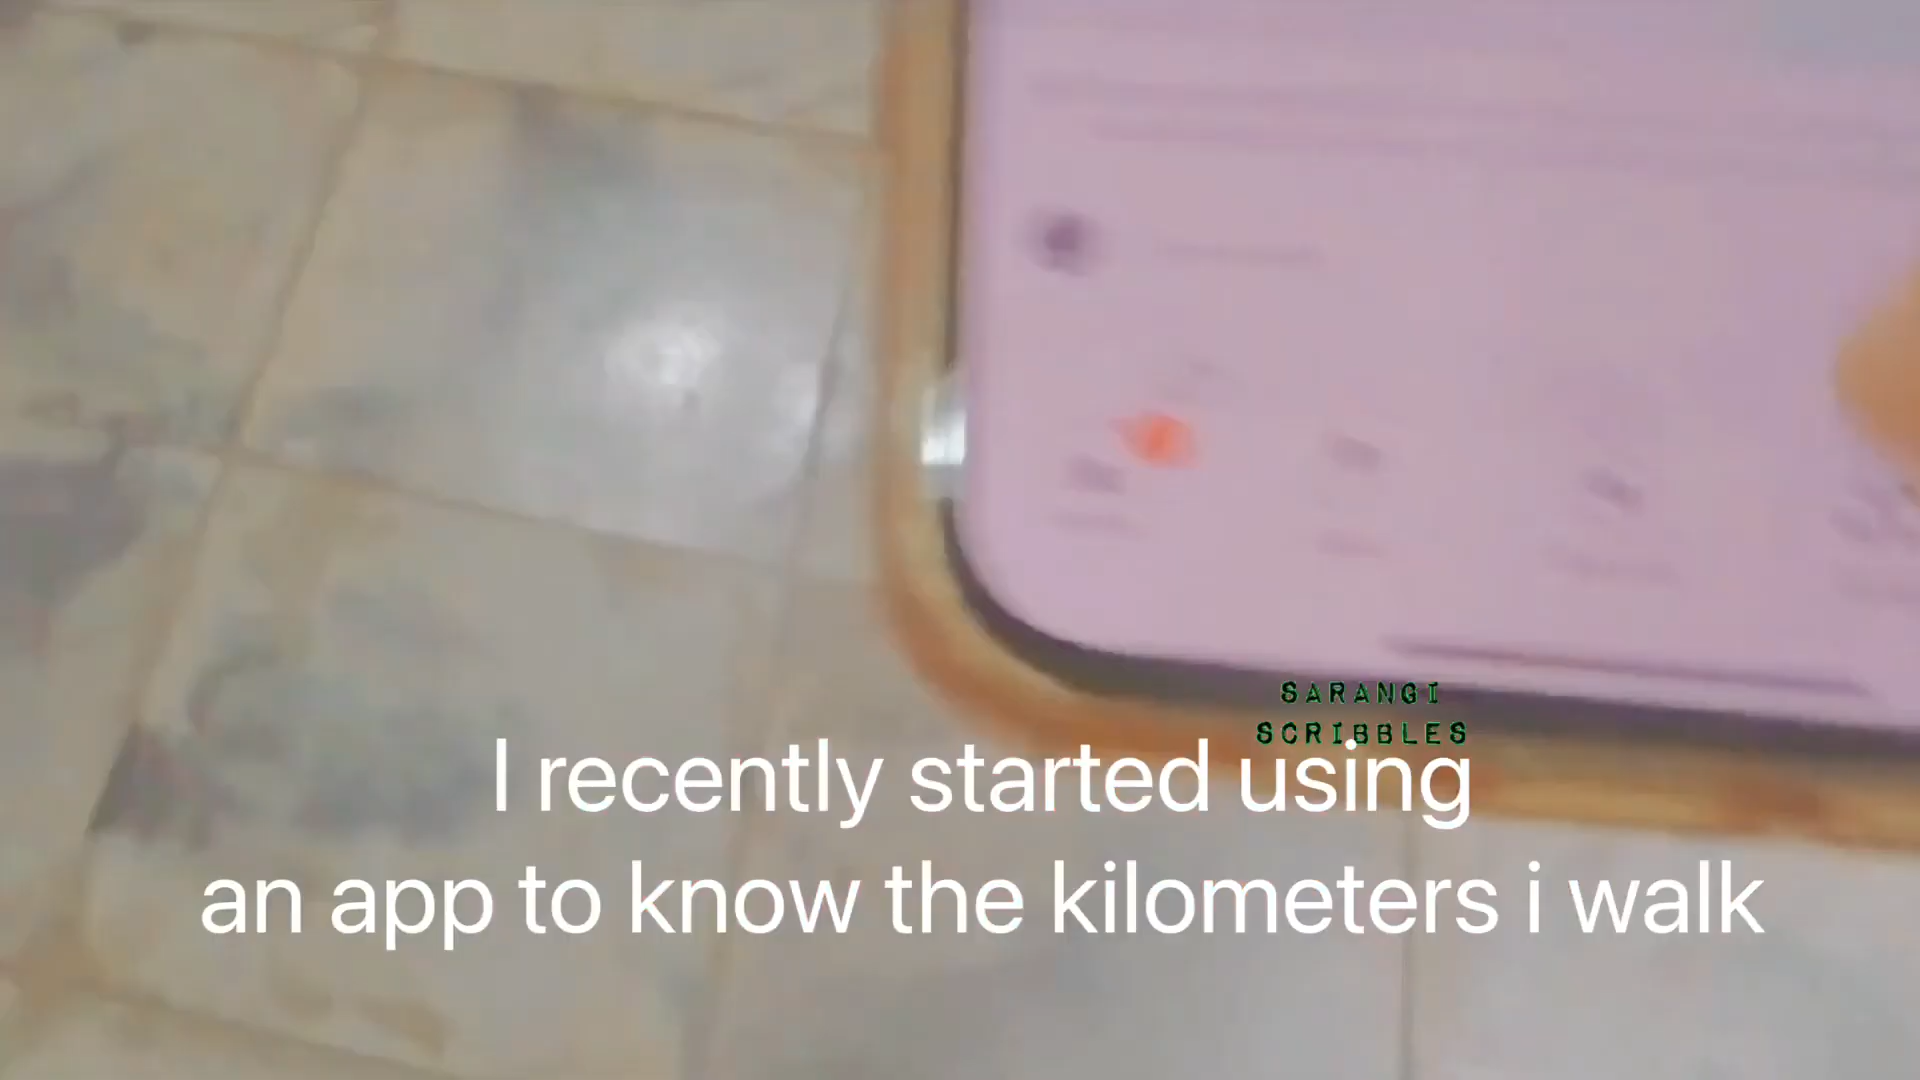 SARANGI
SCRIBBLES
I recently started using
an app to know the kilometers i walk